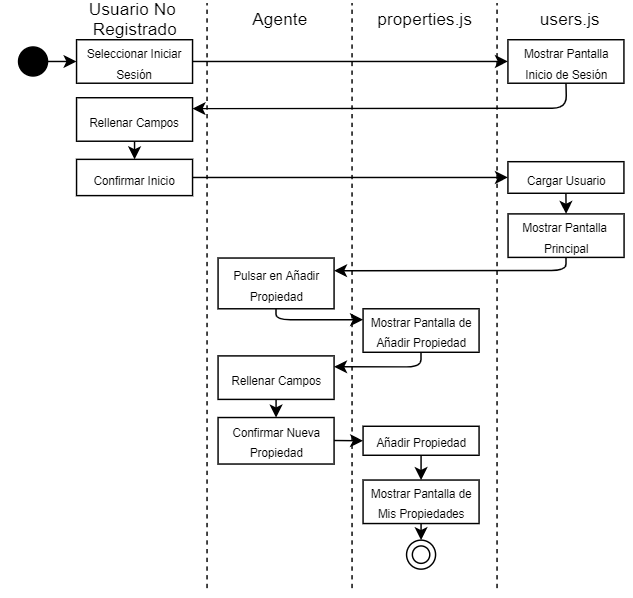 Usuario No
Registrado
Agente
properties.js
users.js
Seleccionar Iniciar
Sesión
Mostrar Pantalla
Inicio de Sesión
Rellenar Campos
Confirmar Inicio
Cargar Usuario
Mostrar Pantalla
Principal
Pulsar en Añadir
Propiedad
Mostrar Pantalla de
Añadir Propiedad
Rellenar Campos
Confirmar Nueva
Propiedad
Añadir Propiedad
Mostrar Pantalla de
Mis Propiedades